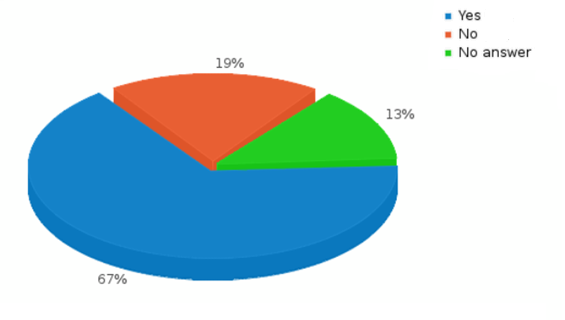 Yes
No
No answer
19%
13%
67%